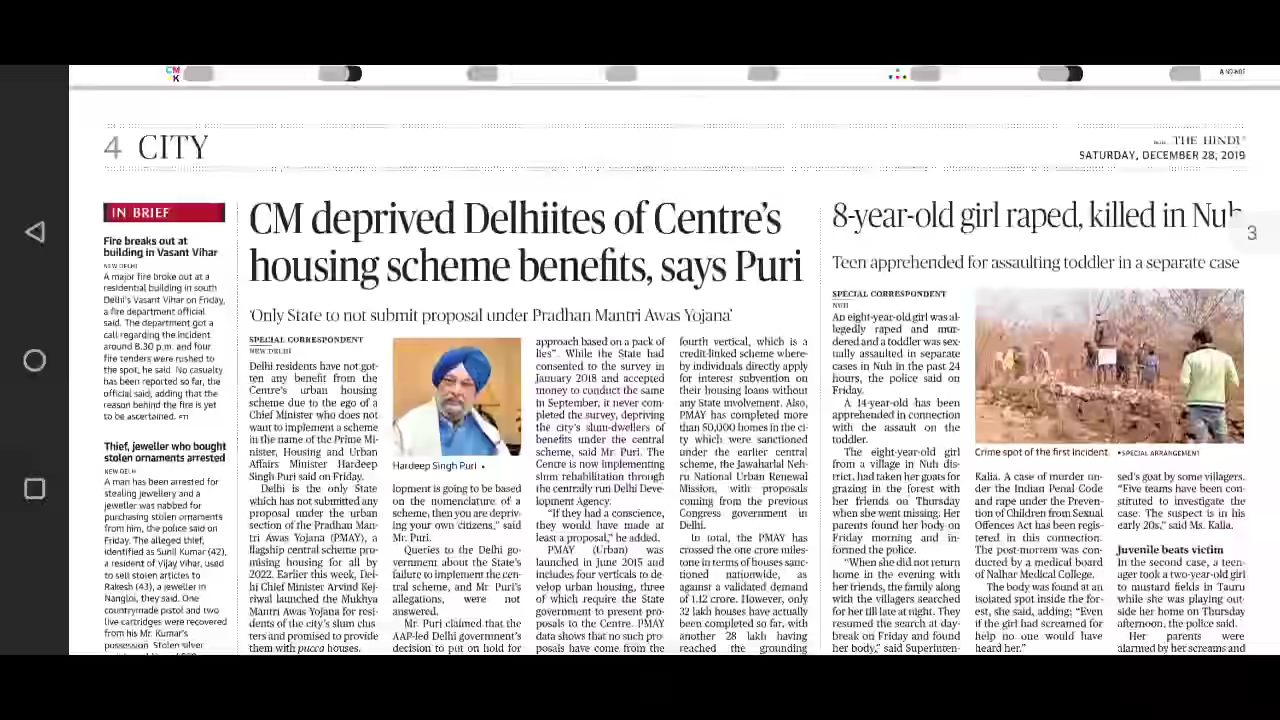 CM
K
4 CITY
THE HINDU
SATURDAY, DECEMBER 28, 2019
3
IN BRIEF
Fire breaks out at
building in Vasant Vihar
NEW DELHI
A major fire broke out at a
residential building in south
Delhi's Vasant Vihar on Friday,
a fire department official
said. The department got a
call regarding the incident
around 8.30 p.m. and four
fire tenders were rushed to
the spot, he said. No casualty
has been reported so far, the
official said, adding that the
reason behind the fire is yet
to be ascertained. PTI
Thief, jeweller who bought
stolen ornaments arrested
NEW DELHI
A man has been arrested for
stealing jewellery and a
jeweller was nabbed for
purchasing stolen ornaments
from him, the police said on
Friday. The alleged thief,
identified as Sunil Kumar (42),
a resident of Vijay Vihar, used
to sell stolen articles to
Rakesh (43), a jeweller in
Nangloi, they said. One
countrymade pistol and two
live cartridges were recovered
from his Mr. Kumar's
possession. Stolen silver
CM deprived Delhiites of Centre's
housing scheme benefits, says Puri
'Only State to not submit proposal under Pradhan Mantri Awas Yojana'
SPECIAL CORRESPONDENT
NEW DELHI
Delhi residents have not got-
ten any benefit from the
Centre's urban housing
scheme due to the ego of a
Chief Minister who does not
want to implement a scheme
in the name of the Prime Mi-
nister, Housing and Urban
Affairs Minister Hardeep
Singh Puri said on Friday.
Delhi is the only State
which has not submitted any
proposal under the urban
section of the Pradhan Man-
tri Awas Yojana (PMAY), a
flagship central scheme pro-
mising housing for all by
2022. Earlier this week, Del-
hi Chief Minister Arvind Kej-
riwal launched the Mukhya
Mantri Awas Yojana for resi-
dents of the city's slum clus-
ters and promised to provide
them with pucca houses.
Hardeep Singh Puri
lopment is going to be based
on the nomenclature of a
scheme, then you are depriv-
ing your own citizens," said
Mr. Puri.
Queries to the Delhi go-
vernment about the State's
failure to implement the cen-
tral scheme, and Mr. Puri's
allegations, were not
answered.
Mr. Puri claimed that the
AAP-led Delhi government's
decision to put on hold for
approach based on a pack of
lies". While the State had
consented to the survey in
January 2018 and accepted
money to conduct the same
in September, it never com-
pleted the survey, depriving
the city's slum-dwellers of
benefits under the central
scheme, said Mr. Puri. The
Centre is now implementing
slum rehabilitation through
the centrally run Delhi Deve-
lopment Agency.
"If they had a conscience,
they would have made at
least a proposal," he added.
PMAY (Urban) was
launched in June 2015 and
includes four verticals to de-
velop urban housing, three
of which require the State
government to present pro-
posals to the Centre. PMAY
data shows that no such pro-
posals have come from the
fourth vertical, which is a
credit-linked scheme where-
by individuals directly apply
for interest subvention on
their housing loans without
any State involvement. Also,
PMAY has completed more
than 50,000 homes in the ci-
ty which were sanctioned
under the earlier central
scheme, the Jawaharlal Neh-
ru National Urban Renewal
Mission, with proposals
coming from the previous
Congress government in
Delhi.
In total, the PMAY has
crossed the one crore miles-
tone in terms of houses sanc-
tioned nationwide, as
against a validated demand
of 1.12 crore. However, only
32 lakh houses have actually
been completed so far, with
another 28 lakh having
reached the grounding
8-year-old girl raped, killed in Nuh
Teen apprehended for assaulting toddler in a separate case
SPECIAL CORRESPONDENT
NUH
An eight-year-old girl was al-
legedly raped and mur-
dered and a toddler was sex-
ually assaulted in separate
cases in Nuh in the past 24
hours, the police said on
Friday.
A 14-year-old has been
apprehended in connection
with the assault on the
toddler.
The eight-year-old girl
from a village in Nuh dis-
trict, had taken her goats for
grazing in the forest with
her friends on Thursday
when she went missing. Her
parents found her body on
Friday morning and in-
formed the police.
"When she did not return
home in the evening with
her friends, the family along
with the villagers searched
for her till late at night. They
resumed the search at day-
break on Friday and found
her body," said Superinten-
Crime spot of the first incident. • SPECIAL ARRANGEMENT
Kalia. A case of murder un-
der the Indian Penal Code
and rape under the Preven-
tion of Children from Sexual
Offences Act has been regis-
tered in this connection.
The post-mortem was con-
ducted by a medical board
of Nalhar Medical College.
The body was found at an
isolated spot inside the for-
est, she said, adding: "Even
if the girl had screamed for
help no one would have
heard her."
sed's goat by some villagers.
"Five teams have been con-
stituted to investigate the
case. The suspect is in his
early 20s," said Ms. Kalia.
Juvenile beats victim
In the second case, a teen-
ager took a two-year-old girl
to mustard fields in Tauru
while she was playing out-
side her home on Thursday
afternoon, the police said.
Her parents were
alarmed by her screams and